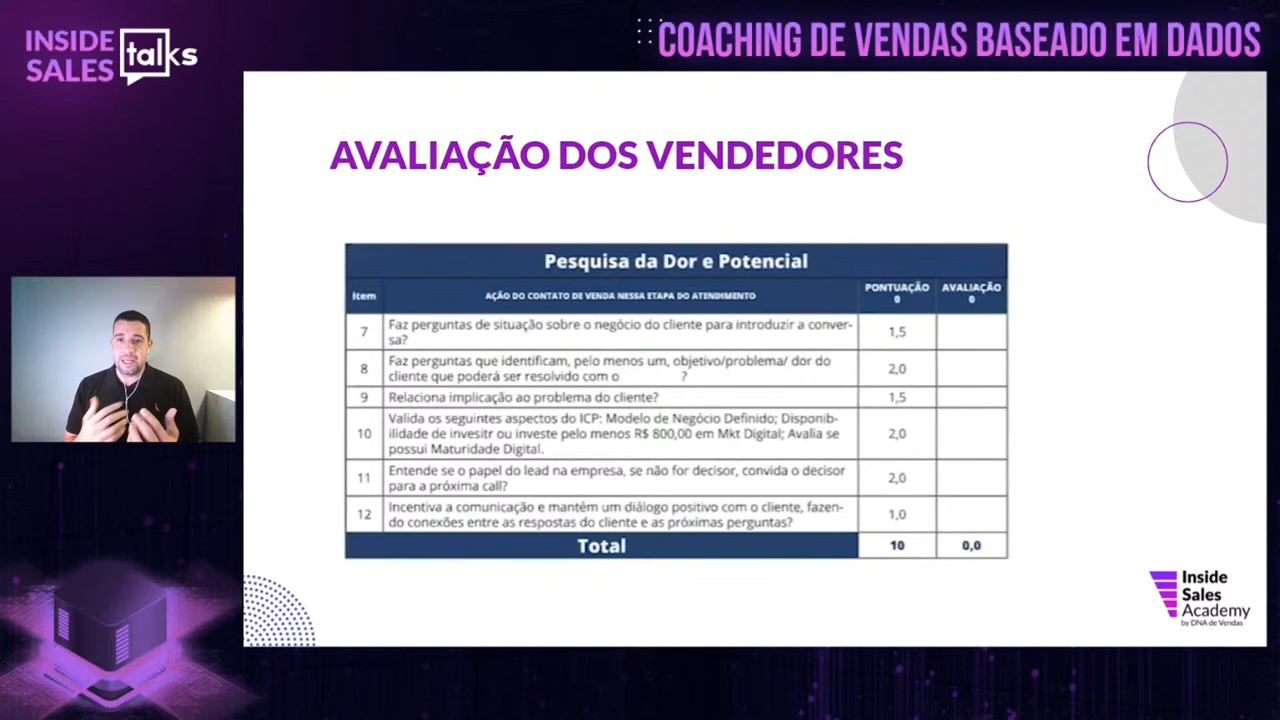 INSIDE
SALES
talks
COACHING DE VENDAS BASEADO EM DADOS
AVALIAÇÃO DOS VENDEDORES
Pesquisa da Dor e Potencial
Item
AÇÃO DO CONTATO DE VENDA NESSA ETAPA DO ATENDIMENTO
PONTUAÇÃO
0
AVALIAÇÃO
0
7
Faz perguntas de situação sobre o negócio do cliente para introduzir a conver-
sa?
1,5
8
Faz perguntas que identificam, pelo menos um, objetivo/problema/ dor do
cliente que poderá ser resolvido com o ?
2,0
9
Relaciona implicação ao problema do cliente?
1,5
10
Valida os seguintes aspectos do ICP: Modelo de Negócio Definido; Disponib-
ilidade de invesitr ou investe pelo menos R$ 800,00 em Mkt Digital; Avalia se
possui Maturidade Digital.
2,0
11
Entende se o papel do lead na empresa, se não for decisor, convida o decisor
para a próxima call?
2,0
12
Incentiva a comunicação e mantém um diálogo positivo com o cliente, fazen-
do conexões entre as respostas do cliente e as próximas perguntas?
1,0
Total
10
0,0
Inside
Sales
Academy
by DNA de Vendas